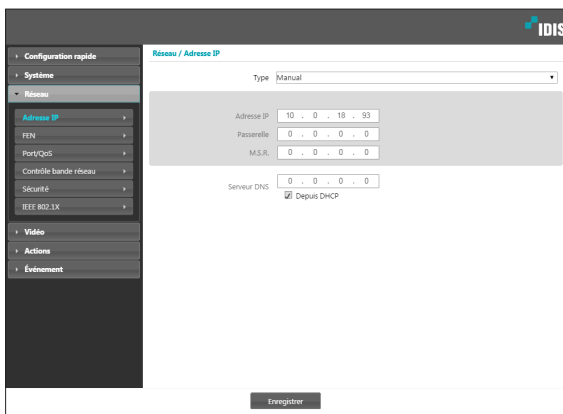 IDIS
Configuration rapide
Système
Réseau
Adresse IP
FEN
Port/QoS
Contrôle bande réseau
Sécurité
IEEE 802.1X
Vidéo
Actions
Événement
Réseau / Adresse IP
Type Manual
Adresse IP 10 . 0 . 18 . 93
Passerelle 0 . 0 . 0 . 0
M.S.R. 0 . 0 . 0 . 0
Serveur DNS 0 . 0 . 0 . 0
Depuis DHCP
Enregistrer